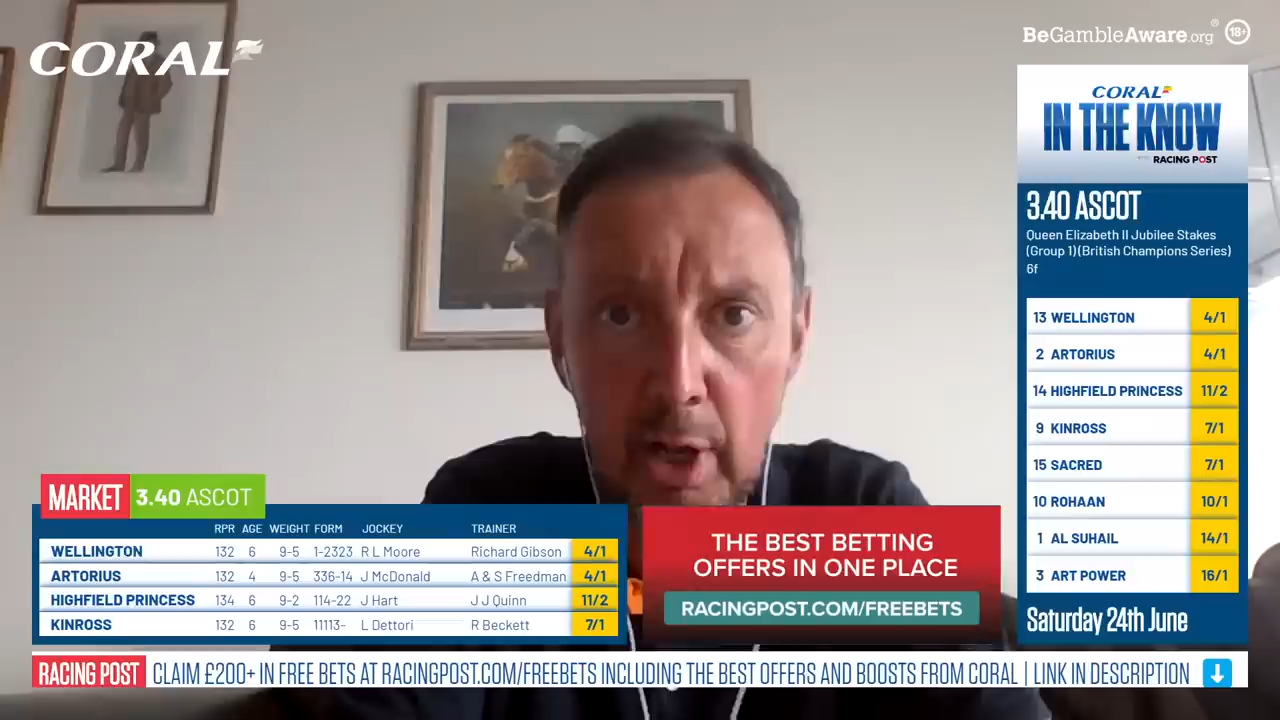 CORAL
BeGambleAware.org® 18+
CORAL
IN THE KNOW
WITH RACING POST
3.40 ASCOT
Queen Elizabeth II Jubilee Stakes
(Group 1)(British Champions Series)
6f
13 WELLINGTON 4/1
2 ARTORIUS 4/1
14 HIGHFIELD PRINCESS 11/2
9 KINROSS 7/1
15 SACRED 7/1
10 ROHAAN 10/1
1 AL SUHAIL 14/1
3 ART POWER 16/1
Saturday 24th June
MARKET 3.40 ASCOT
RPR AGE WEIGHT FORM JOCKEY TRAINER
WELLINGTON 132 6 9-5 1-2323 R L Moore Richard Gibson 4/1
ARTORIUS 132 4 9-5 336-14 J McDonald A & S Freedman 4/1
HIGHFIELD PRINCESS 134 6 9-2 114-22 J Hart J J Quinn 11/2
KINROSS 132 6 9-5 11113- L Dettori R Beckett 7/1
THE BEST BETTING
OFFERS IN ONE PLACE
RACINGPOST.COM/FREEBETS
RACING POST CLAIM £200+ IN FREE BETS AT RACINGPOST.COM/FREEBETS INCLUDING THE BEST OFFERS AND BOOSTS FROM CORAL | LINK IN DESCRIPTION